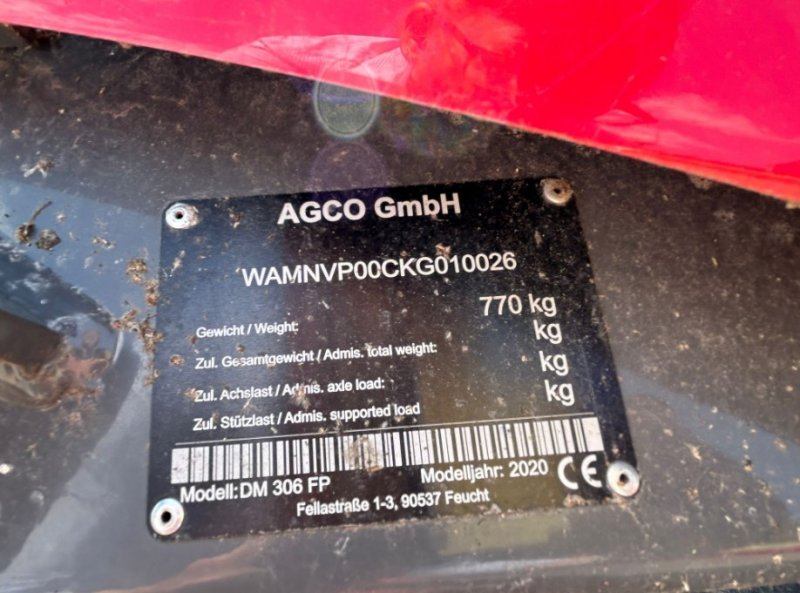 AGCO GmbH
WAMNVP00CKG010026
Gewicht / Weight: 770 kg
Zul. Gesamtgewicht / Admis. total weight: kg
Zul. Achslast / Admis. axle load: kg
Zul. Stützlast / Admis. supported load kg
Modell: DM 306 FP Modelljahr: 2020 CE
Fellastraße 1-3, 90537 Feucht